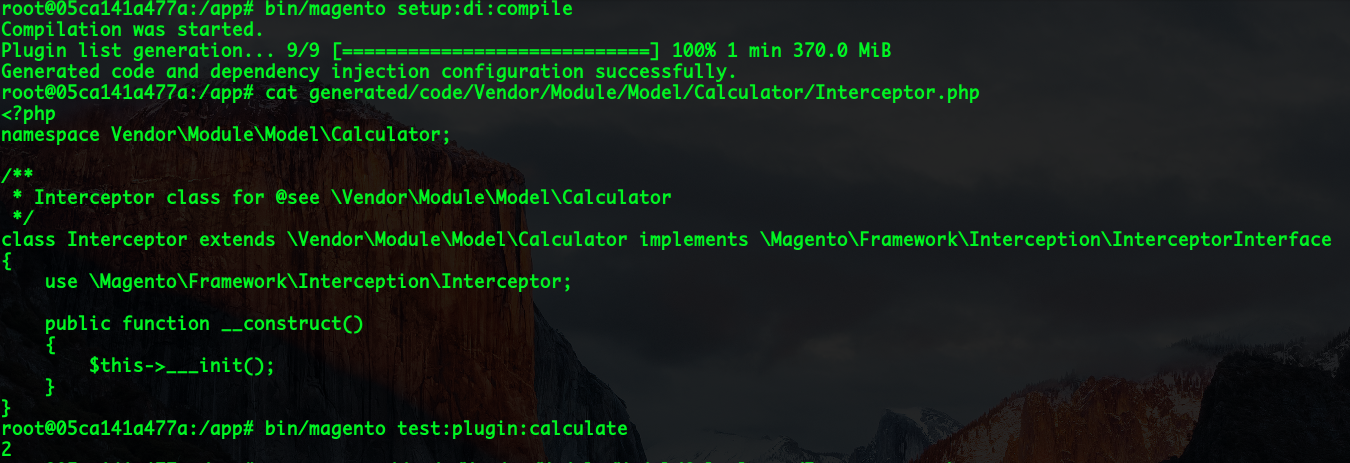 root@05ca141a477a:/app# bin/magento setup:di:compile
Compilation was started.
Plugin list generation... 9/9 [============================] 100% 1 min 370.0 MiB
Generated code and dependency injection configuration successfully.
root@05ca141a477a:/app# cat generated/code/Vendor/Module/Model/Calculator/Interceptor.php
<?php
namespace Vendor\Module\Model\Calculator;

/**
 * Interceptor class for @see \Vendor\Module\Model\Calculator
 */
class Interceptor extends \Vendor\Module\Model\Calculator implements \Magento\Framework\Interception\InterceptorInterface
{
    use \Magento\Framework\Interception\Interceptor;

    public function __construct()
    {
        $this->___init();
    }
}
root@05ca141a477a:/app# bin/magento test:plugin:calculate
2